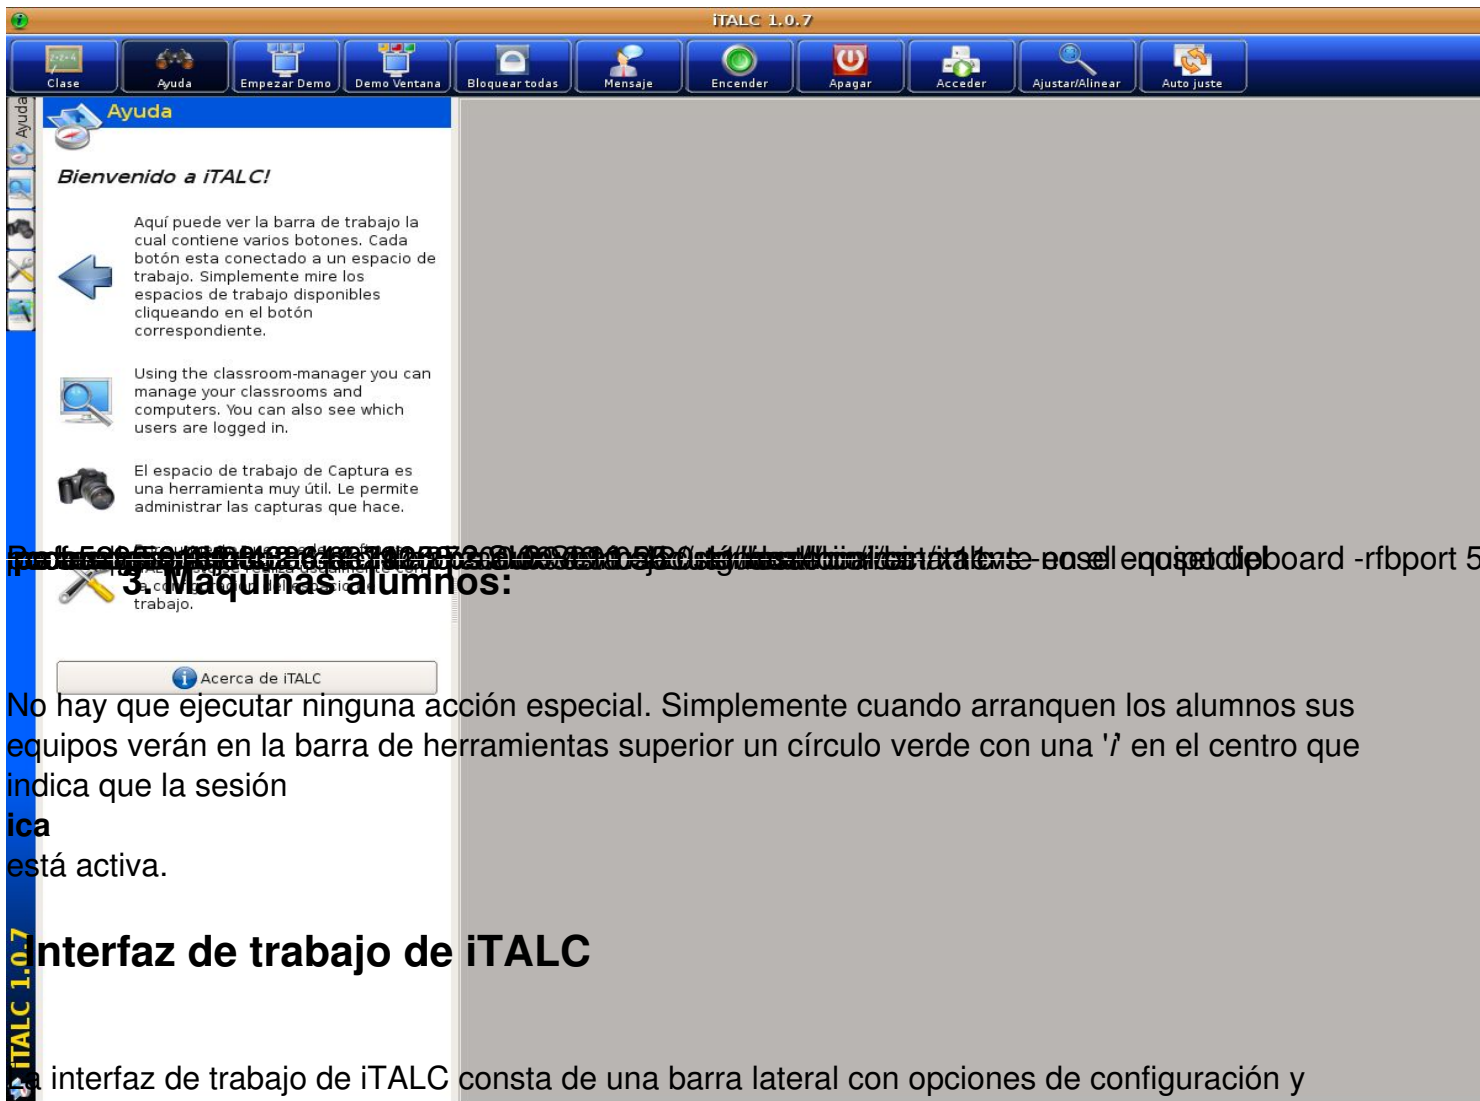 iTALC 1.0.7
Clase
Ayuda
Empezar Demo
Demo Ventana
Bloquear todas
Mensaje
Encender
Apagar
Acceder
Ajustar/Alinear
Auto juste
Ayuda
Ayuda
Bienvenido a iTALC!
Aquí puede ver la barra de trabajo la
cual contiene varios botones. Cada
botón esta conectado a un espacio de
trabajo. Simplemente mire los
espacios de trabajo disponibles
cliqueando en el botón
correspondiente.
Using the classroom-manager you can
manage your classrooms and
computers. You can also see which
users are logged in.
El espacio de trabajo de Captura es
una herramienta muy útil. Le permite
administrar las capturas que hace.
board -rfbport 5
3. Máquinas alumnos:
trabajo.
Acerca de iTALC
No hay que ejecutar ninguna acción especial. Simplemente cuando arranquen los alumnos sus
equipos verán en la barra de herramientas superior un círculo verde con una 'i' en el centro que
indica que la sesión
ica
está activa.
Interfaz de trabajo de iTALC
La interfaz de trabajo de iTALC consta de una barra lateral con opciones de configuración y
iTALC 1.0.7